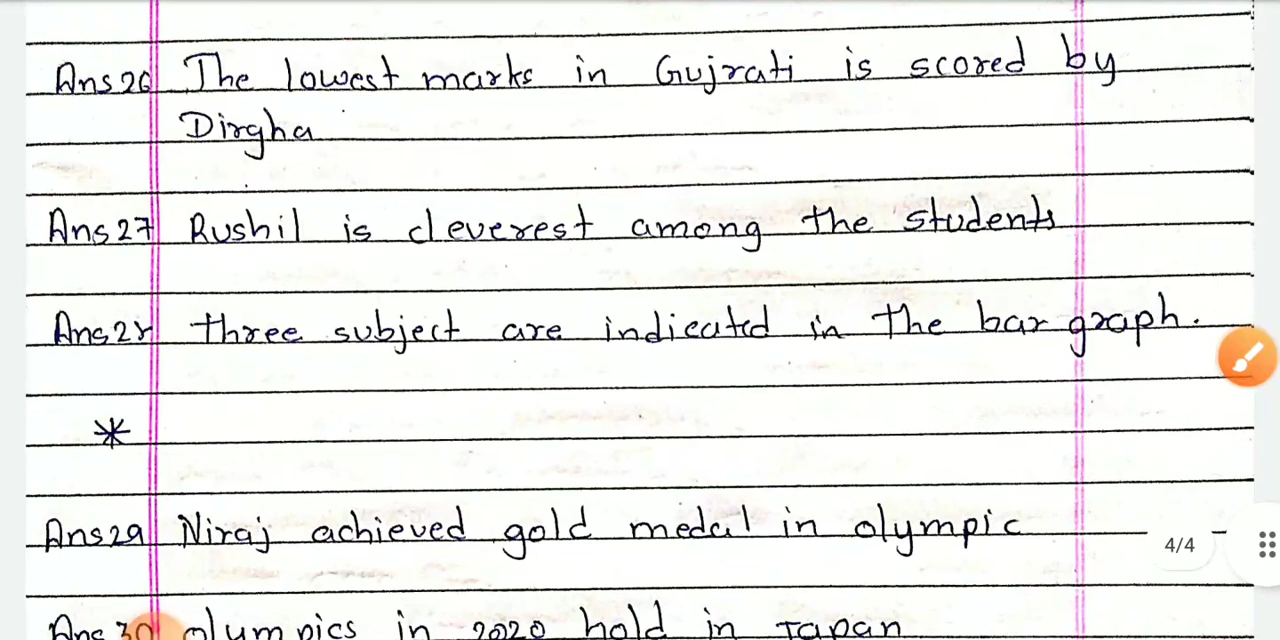 Ans26 The lowest marks in Gujrati is scored by
Dirgha
Ans27 Rushil is cleverest among the students
Ans28 three subject are indicated in the bar graph.
*
Ans29 Niraj achieved gold medal in olympic
4/4
Ans 30 olympics in 2020 hold in Japan